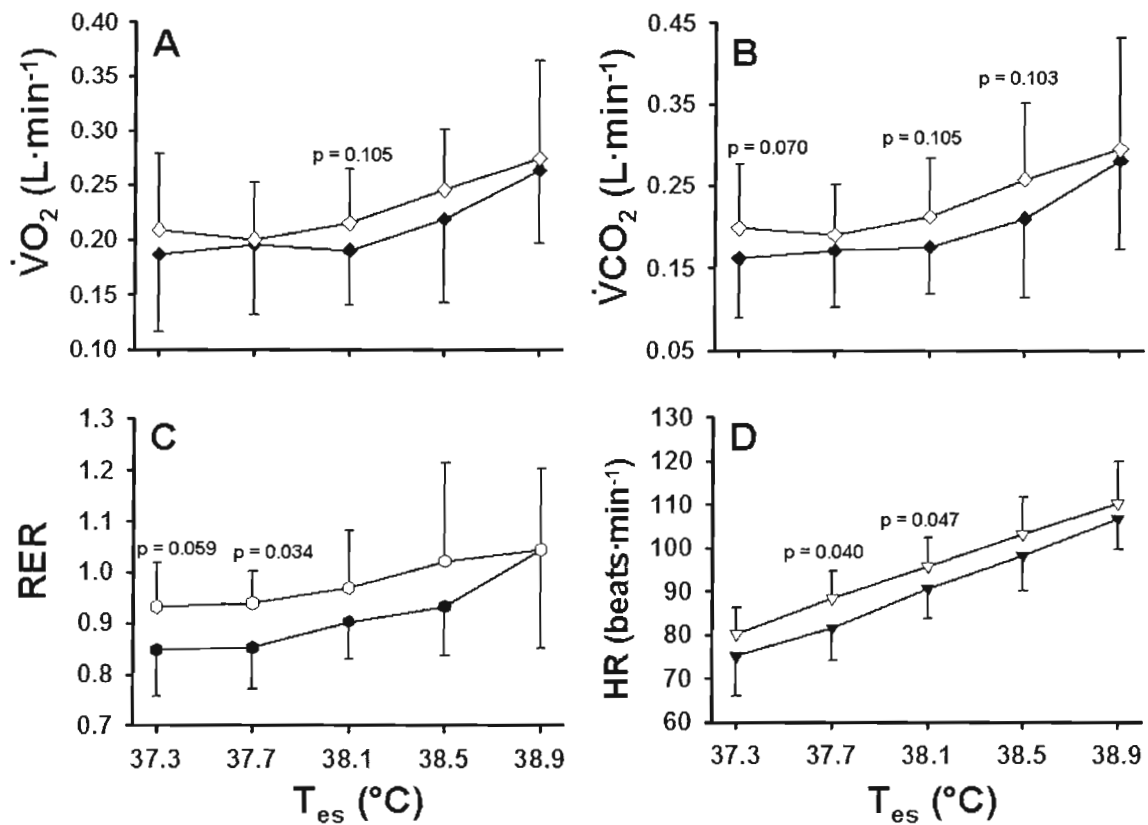 A
V̇O₂ (L·min⁻¹)
0.40
0.35
0.30
0.25
0.20
0.15
0.10
p = 0.105
B
V̇CO₂ (L·min⁻¹)
0.45
0.35
0.25
0.15
0.05
p = 0.070
p = 0.105
p = 0.103
C
RER
1.3
1.2
1.1
1.0
0.9
0.8
0.7
p = 0.059
p = 0.034
37.3 37.7 38.1 38.5 38.9
T_es (°C)
D
HR (beats·min⁻¹)
130
120
110
100
90
80
70
60
p = 0.040
p = 0.047
37.3 37.7 38.1 38.5 38.9
T_es (°C)